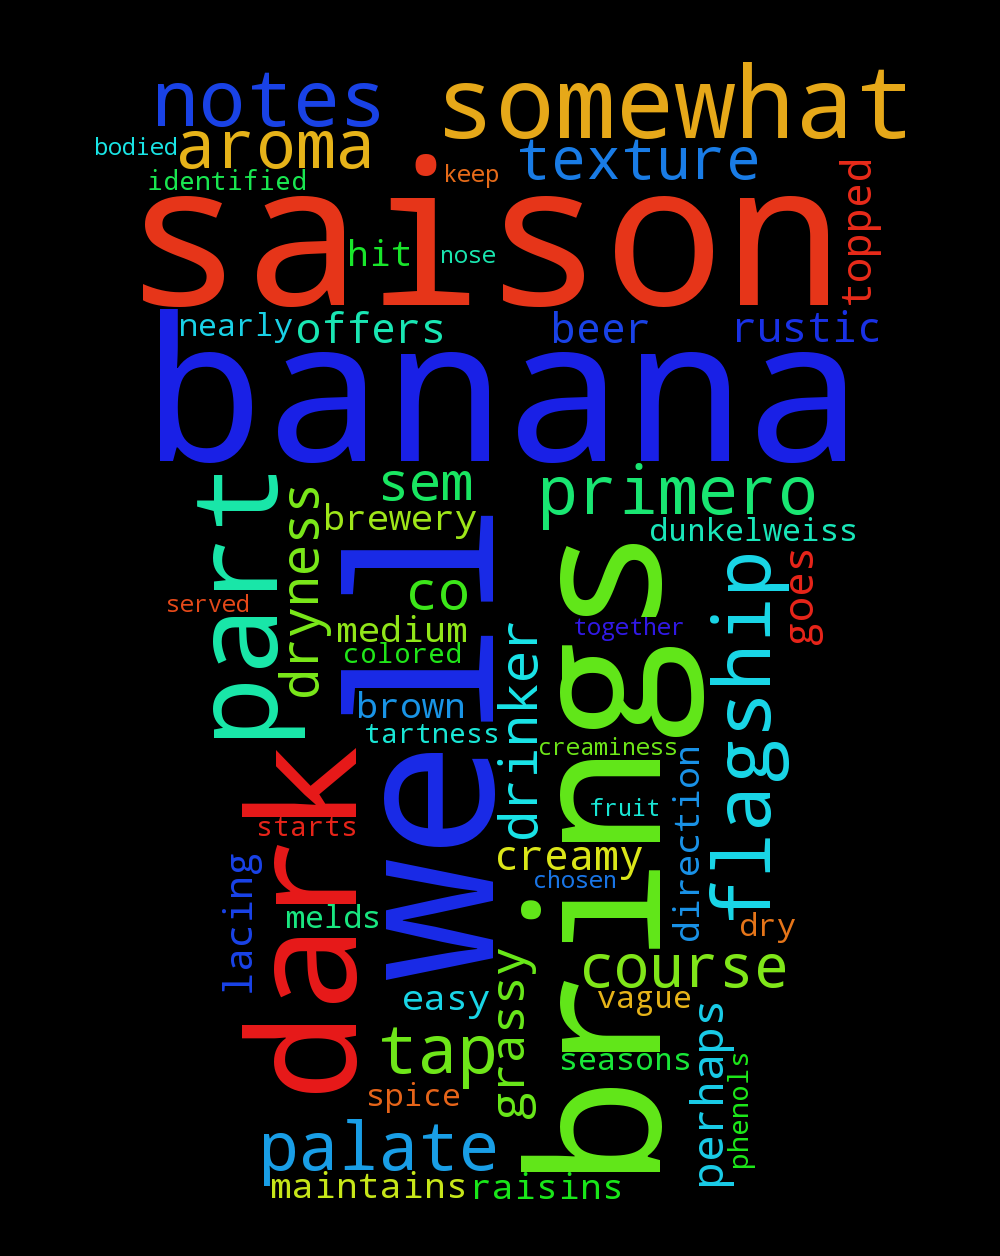 notes somewhat
bodied aroma texture
identified keep
saison topped
hit nose
nearly offers beer rustic
banana
part sem primero
dryness brewery dunkelweiss
well brings flagship goes
served co
medium together
colored drinker
brown
tartness creaminess
dark direction
starts fruit
creamy
lacing chosen
melds dry
grassy course
easy vague
tap perhaps
seasons phenols
spice
palate
maintains raisins